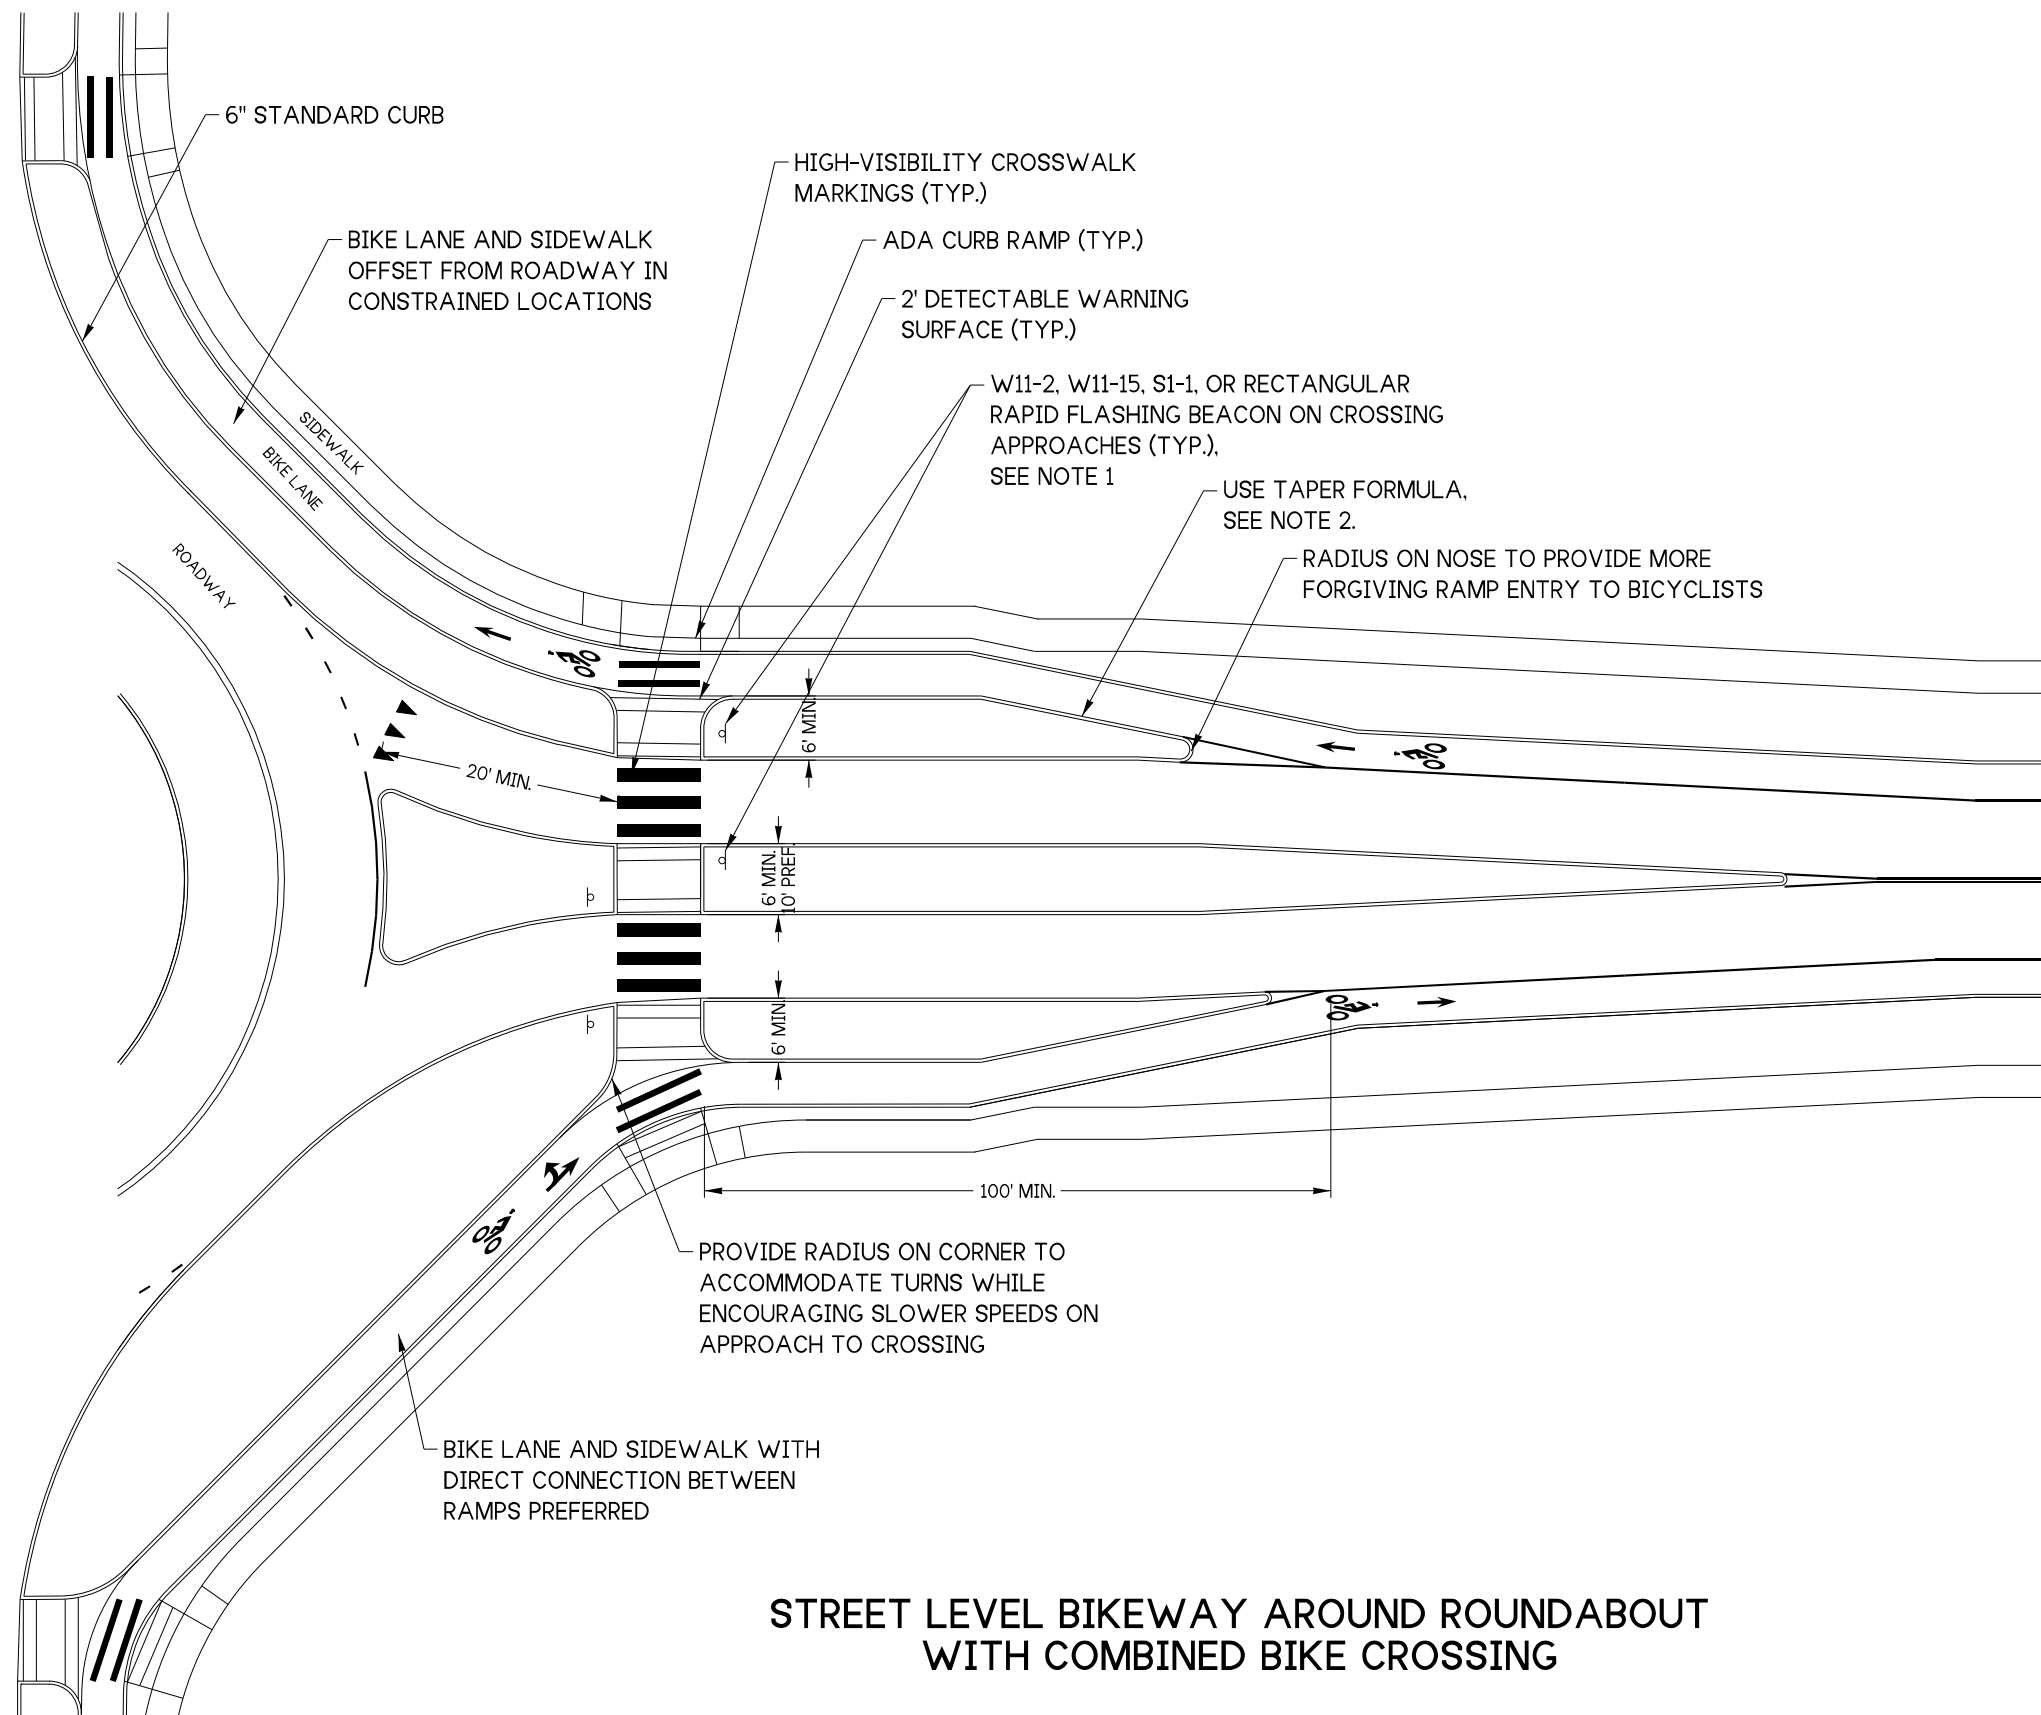 6" STANDARD CURB
HIGH-VISIBILITY CROSSWALK
MARKINGS (TYP.)
BIKE LANE AND SIDEWALK
OFFSET FROM ROADWAY IN
CONSTRAINED LOCATIONS
ADA CURB RAMP (TYP.)
2' DETECTABLE WARNING
SURFACE (TYP.)
W11-2, W11-15, S1-1, OR RECTANGULAR
RAPID FLASHING BEACON ON CROSSING
APPROACHES (TYP.),
SEE NOTE 1
USE TAPER FORMULA,
SEE NOTE 2.
RADIUS ON NOSE TO PROVIDE MORE
FORGIVING RAMP ENTRY TO BICYCLISTS
SIDEWALK
BIKE LANE
ROADWAY
6' MIN.
20' MIN.
6' MIN.
10' PREF.
6' MIN.
100' MIN.
PROVIDE RADIUS ON CORNER TO
ACCOMMODATE TURNS WHILE
ENCOURAGING SLOWER SPEEDS ON
APPROACH TO CROSSING
BIKE LANE AND SIDEWALK WITH
DIRECT CONNECTION BETWEEN
RAMPS PREFERRED
STREET LEVEL BIKEWAY AROUND ROUNDABOUT
WITH COMBINED BIKE CROSSING